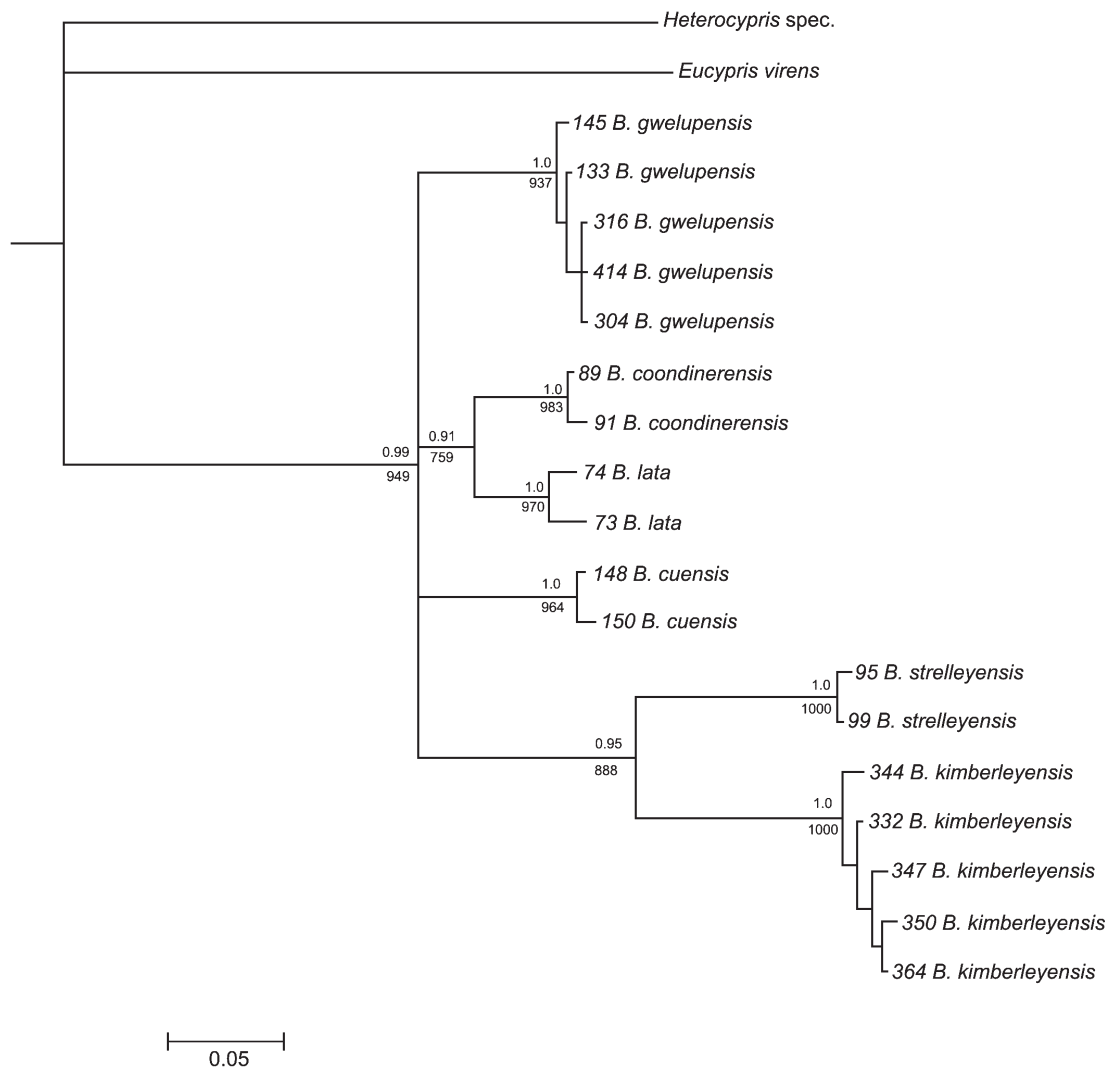 Heterocypris spec.
Eucypris virens
145 B. gwelupensis
1.0
937
133 B. gwelupensis
316 B. gwelupensis
414 B. gwelupensis
304 B. gwelupensis
89 B. coondinerensis
1.0
983
91 B. coondinerensis
0.91
759
0.99
949
74 B. lata
1.0
970
73 B. lata
148 B. cuensis
1.0
964
150 B. cuensis
95 B. strelleyensis
1.0
1000
99 B. strelleyensis
0.95
888
344 B. kimberleyensis
1.0
1000
332 B. kimberleyensis
347 B. kimberleyensis
350 B. kimberleyensis
364 B. kimberleyensis
0.05